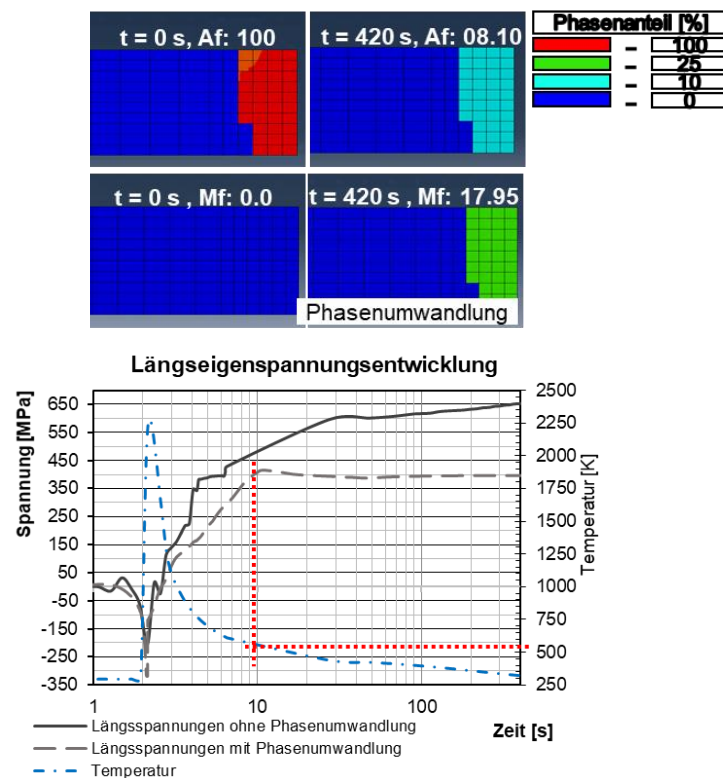 t = 0 s, Af: 100
t = 420 s, Af: 08.10
Phasenanteil [%]
– 100
– 25
– 10
– 0
t = 0 s , Mf: 0.0
t = 420 s, Mf: 17.95
Phasenumwandlung
Längseigenspannungsentwicklung
Spannung [MPa]
650
550
450
350
250
150
50
-50
-150
-250
-350
2500
2250
2000
1750
1500
1250
1000
750
500
250
Temperatur [K]
1
10
100
Zeit [s]
Längsspannungen ohne Phasenumwandlung
Längsspannungen mit Phasenumwandlung
Temperatur